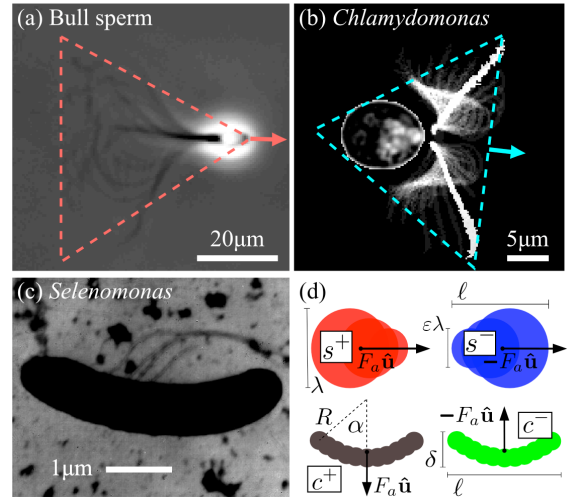 (a) Bull sperm
20μm
(b) Chlamydomonas
5μm
(c) Selenomonas
1μm
(d)
ℓ
s⁺
Fₐû
λ
ελ
s⁻
−Fₐû
R
α
c⁺
Fₐû
−Fₐû
c⁻
δ
ℓ